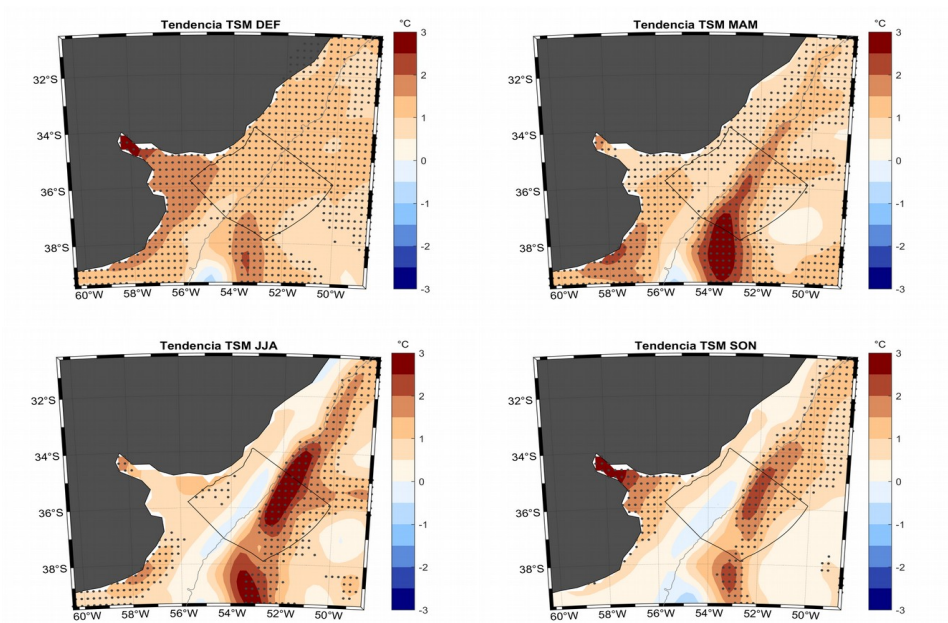 Tendencia TSM DEF
°C
3
2
1
0
-1
-2
-3
32°S
34°S
36°S
38°S
60°W 58°W 56°W 54°W 52°W 50°W
Tendencia TSM MAM
°C
3
2
1
0
-1
-2
-3
32°S
34°S
36°S
38°S
60°W 58°W 56°W 54°W 52°W 50°W
Tendencia TSM JJA
°C
3
2
1
0
-1
-2
-3
32°S
34°S
36°S
38°S
60°W 58°W 56°W 54°W 52°W 50°W
Tendencia TSM SON
°C
3
2
1
0
-1
-2
-3
32°S
34°S
36°S
38°S
60°W 58°W 56°W 54°W 52°W 50°W